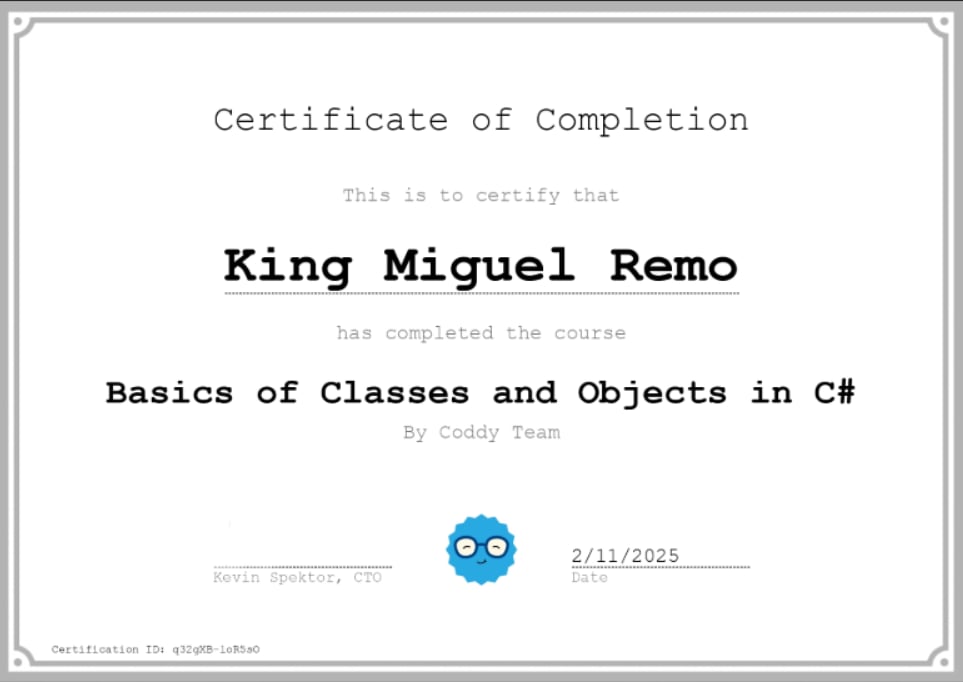 Certificate of Completion
This is to certify that
King Miguel Remo
has completed the course
Basics of Classes and Objects in C#
By Coddy Team
2/11/2025
Kevin Spektor, CTO
Date
Certification ID: q32gXB-loR5sO